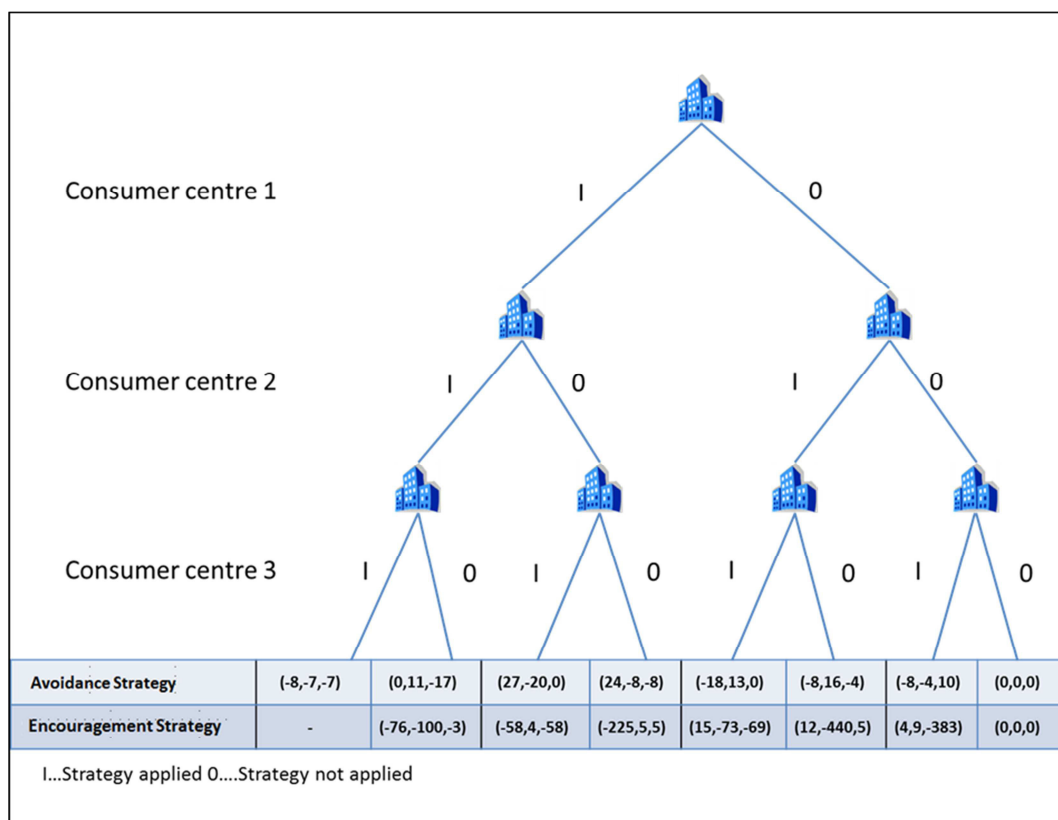 Consumer centre 1
I
0
Consumer centre 2
I
0
I
0
Consumer centre 3
I
0
I
0
I
0
I
0
Avoidance Strategy (-8,-7,-7) (0,11,-17) (27,-20,0) (24,-8,-8) (-18,13,0) (-8,16,-4) (-8,-4,10) (0,0,0)
Encouragement Strategy - (-76,-100,-3) (-58,4,-58) (-225,5,5) (15,-73,-69) (12,-440,5) (4,9,-383) (0,0,0)
I...Strategy applied 0....Strategy not applied